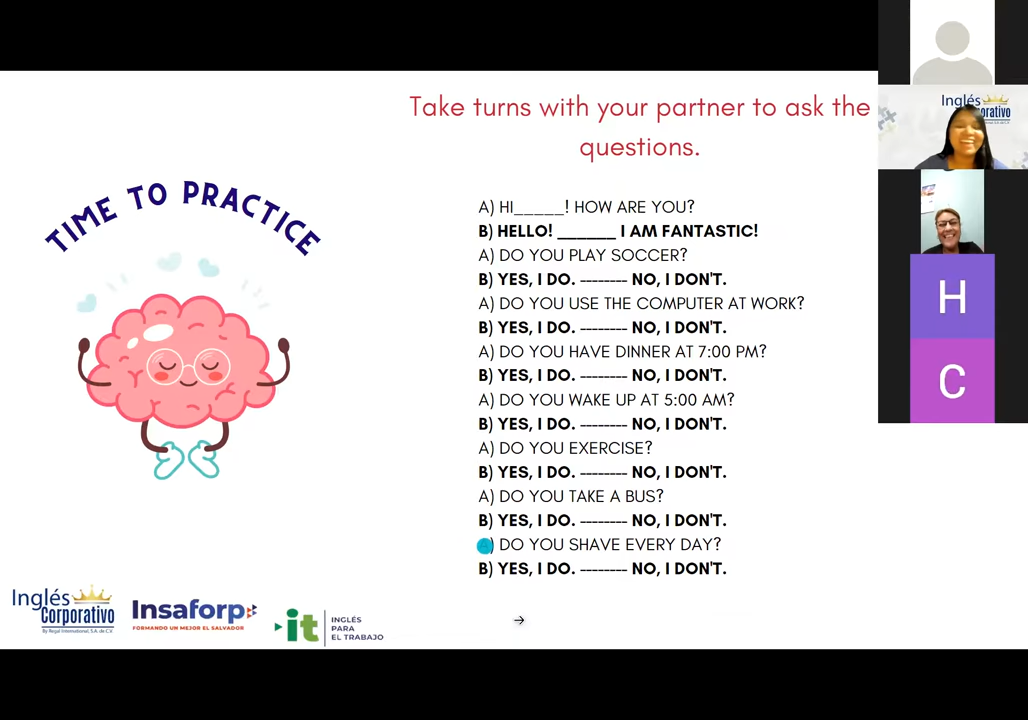 Take turns with your partner to ask the
questions.
TIME TO PRACTICE
A) HI_____! HOW ARE YOU?
B) HELLO! ______ I AM FANTASTIC!
A) DO YOU PLAY SOCCER?
B) YES, I DO. -------- NO, I DON'T.
A) DO YOU USE THE COMPUTER AT WORK?
B) YES, I DO. -------- NO, I DON'T.
A) DO YOU HAVE DINNER AT 7:00 PM?
B) YES, I DO. -------- NO, I DON'T.
A) DO YOU WAKE UP AT 5:00 AM?
B) YES, I DO. -------- NO, I DON'T.
A) DO YOU EXERCISE?
B) YES, I DO. -------- NO, I DON'T.
A) DO YOU TAKE A BUS?
B) YES, I DO. -------- NO, I DON'T.
A) DO YOU SHAVE EVERY DAY?
B) YES, I DO. -------- NO, I DON'T.
Inglés
Corporativo
By Regal International, S.A. de C.V.
Insaforp
FORMANDO UN MEJOR EL SALVADOR
it
INGLÉS
PARA
EL TRABAJO
Inglés
H
C